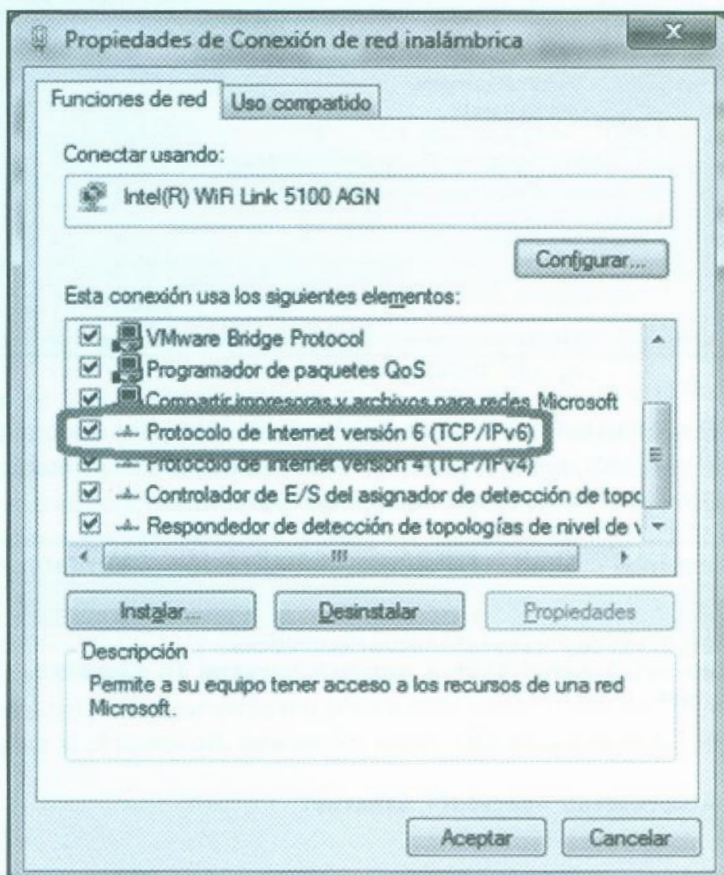 Propiedades de Conexión de red inalámbrica
X
Funciones de red
Uso compartido
Conectar usando:
Intel(R) WiFi Link 5100 AGN
Configurar...
Esta conexión usa los siguientes elementos:
VMware Bridge Protocol
Programador de paquetes QoS
Compartir impresoras y archivos para redes Microsoft
Protocolo de Internet versión 6 (TCP/IPv6)
Protocolo de Internet versión 4 (TCP/IPv4)
Controlador de E/S del asignador de detección de topc
Respondedor de detección de topologías de nivel de v
Instalar...
Desinstalar
Propiedades
Descripción
Permite a su equipo tener acceso a los recursos de una red
Microsoft.
Aceptar
Cancelar